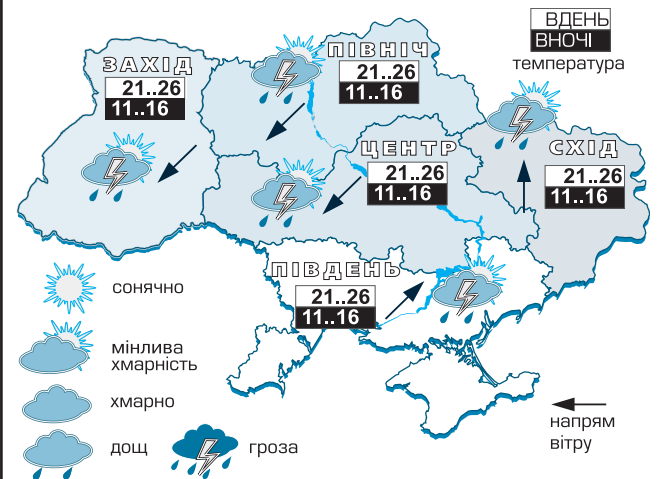 ВДЕНЬ
ВНОЧІ
температура
ЗАХІД
21..26
11..16
ПІВНІЧ
21..26
11..16
ЦЕНТР
21..26
11..16
СХІД
21..26
11..16
ПІВДЕНЬ
21..26
11..16
сонячно
мінлива
хмарність
хмарно
дощ
гроза
напрям
вітру